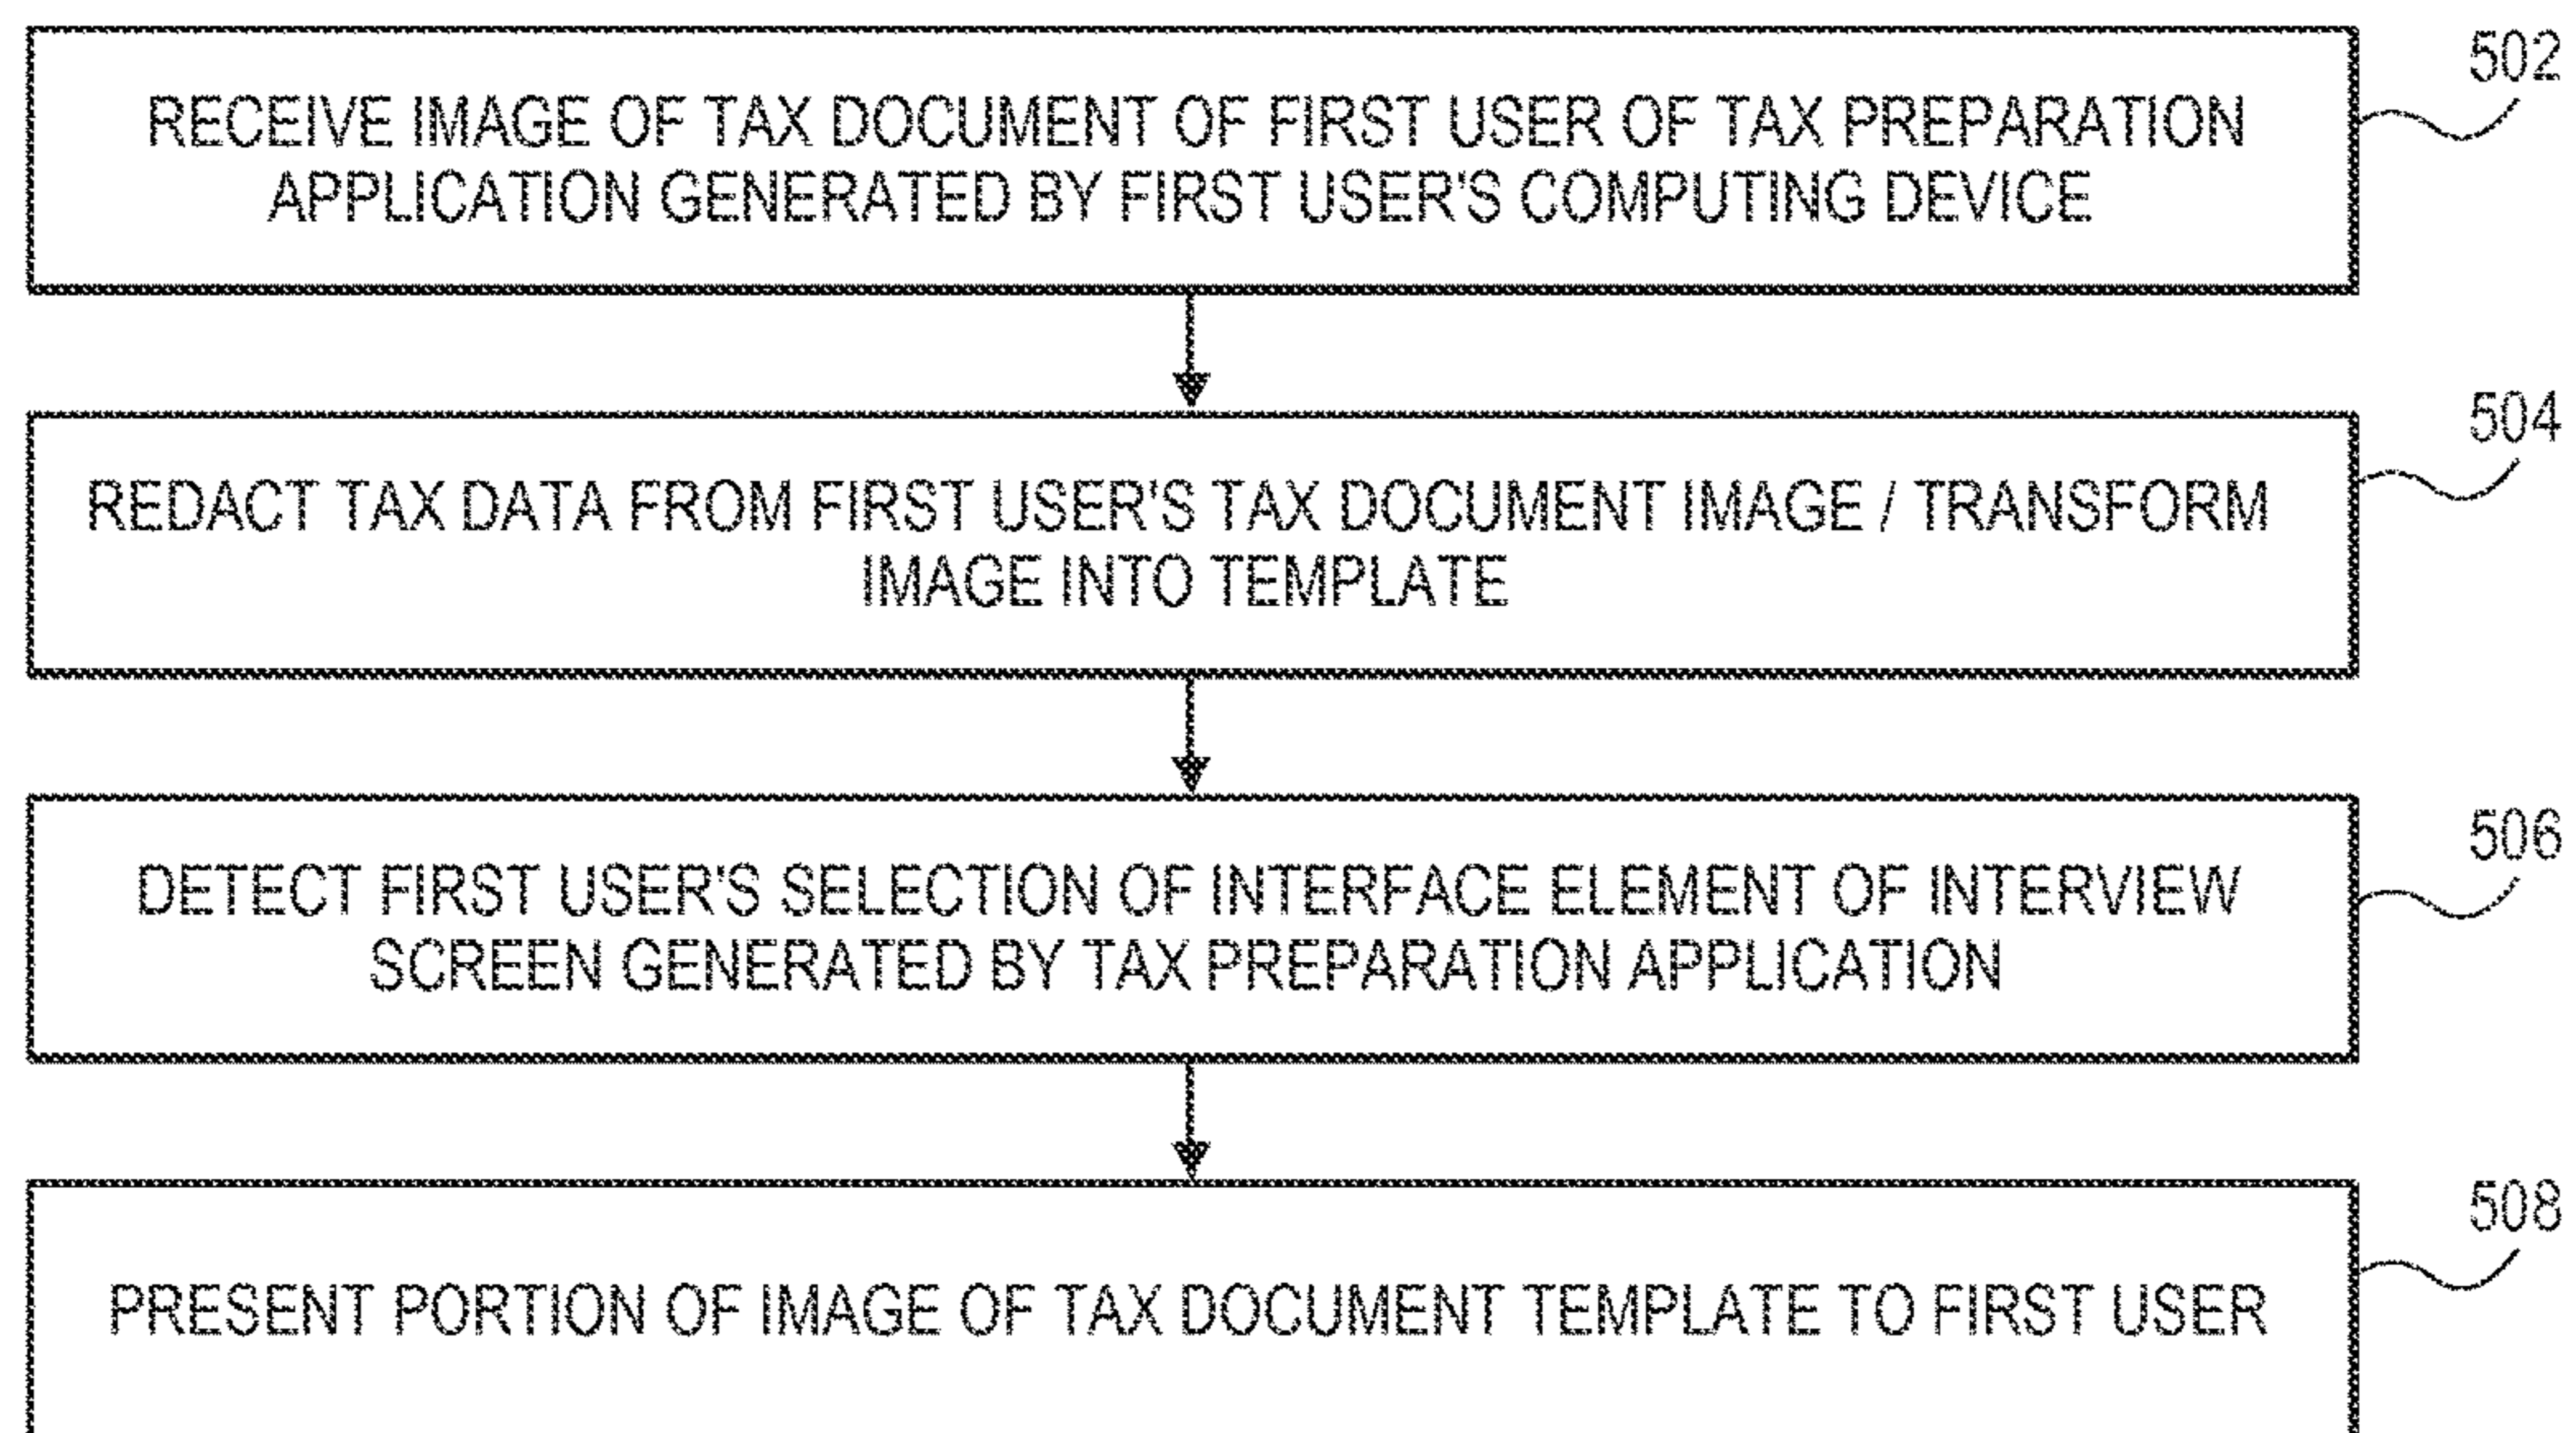 502
RECEIVE IMAGE OF TAX DOCUMENT OF FIRST USER OF TAX PREPARATION
APPLICATION GENERATED BY FIRST USER'S COMPUTING DEVICE
504
REDACT TAX DATA FROM FIRST USER'S TAX DOCUMENT IMAGE / TRANSFORM
IMAGE INTO TEMPLATE
506
DETECT FIRST USER'S SELECTION OF INTERFACE ELEMENT OF INTERVIEW
SCREEN GENERATED BY TAX PREPARATION APPLICATION
508
PRESENT PORTION OF IMAGE OF TAX DOCUMENT TEMPLATE TO FIRST USER